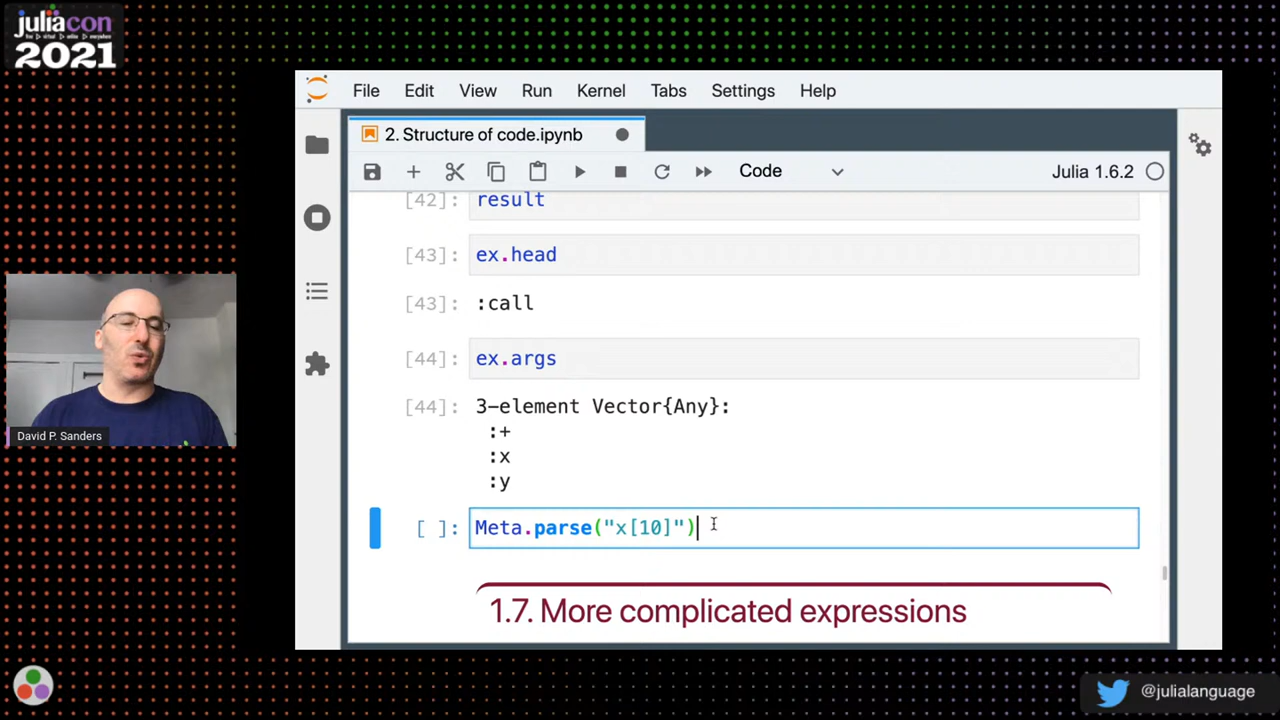 juliacon
2021
File Edit View Run Kernel Tabs Settings Help
2. Structure of code.ipynb
Code
Julia 1.6.2
[42]: result
[43]: ex.head
[43]: :call
[44]: ex.args
[44]: 3-element Vector{Any}:
:+
:x
:y
[ ]: Meta.parse("x[10]")
1.7. More complicated expressions
David P. Sanders
@julialanguage